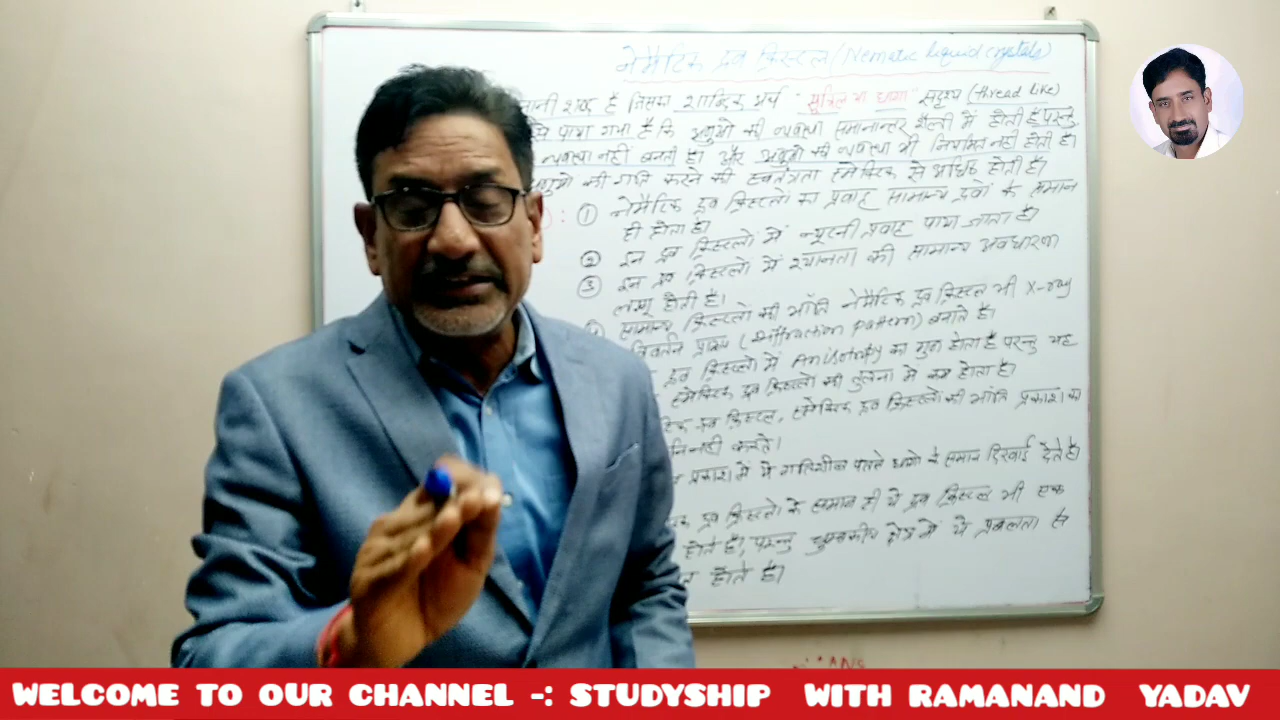 नेमैटिक द्रव क्रिस्टल (Nematic liquid crystals)
शब्द है जिसका शाब्दिक अर्थ "सूत्रिल या धागा" सदृश्य (thread like)
पाया गया है कि अणुओं की व्यवस्था समानान्तर शैली में होती है परन्तु
व्यवस्था नहीं बनती है। और अणुओं की व्यवस्था भी नियमित नहीं होती है।
की गति करने की स्वतंत्रता स्मेक्टिक से अधिक होती है।
① नेमैटिक द्रव क्रिस्टलों का प्रवाह सामान्य द्रवों के समान
ही होता है।
② इन द्रव क्रिस्टलों में न्यूटनी प्रवाह पाया जाता है।
③ इन द्रव क्रिस्टलों में श्यानता की सामान्य अवधारणा
लागू होती है।
सामान्य क्रिस्टलों की भाँति नेमैटिक द्रव क्रिस्टल भी X-ray
विवर्तन प्रारूप (Diffraction pattern) बनाते है।
द्रव क्रिस्टलो में Anisotropy का गुण होता है परन्तु यह
स्मेक्टिक द्रव क्रिस्टलों की तुलना में कम होता है।
द्रव क्रिस्टल, स्मेक्टिक द्रव क्रिस्टलो की भाँति प्रकाश का
नही करते।
प्रकाश में ये गतिशील पतले धागो के समान दिखाई देते है।
द्रव क्रिस्टलो के समान ही ये द्रव क्रिस्टल भी एक
होते है, परन्तु चुम्बकीय क्षेत्र में ये प्रबलता से
होते है।
WELCOME TO OUR CHANNEL -: STUDYSHIP WITH RAMANAND YADAV